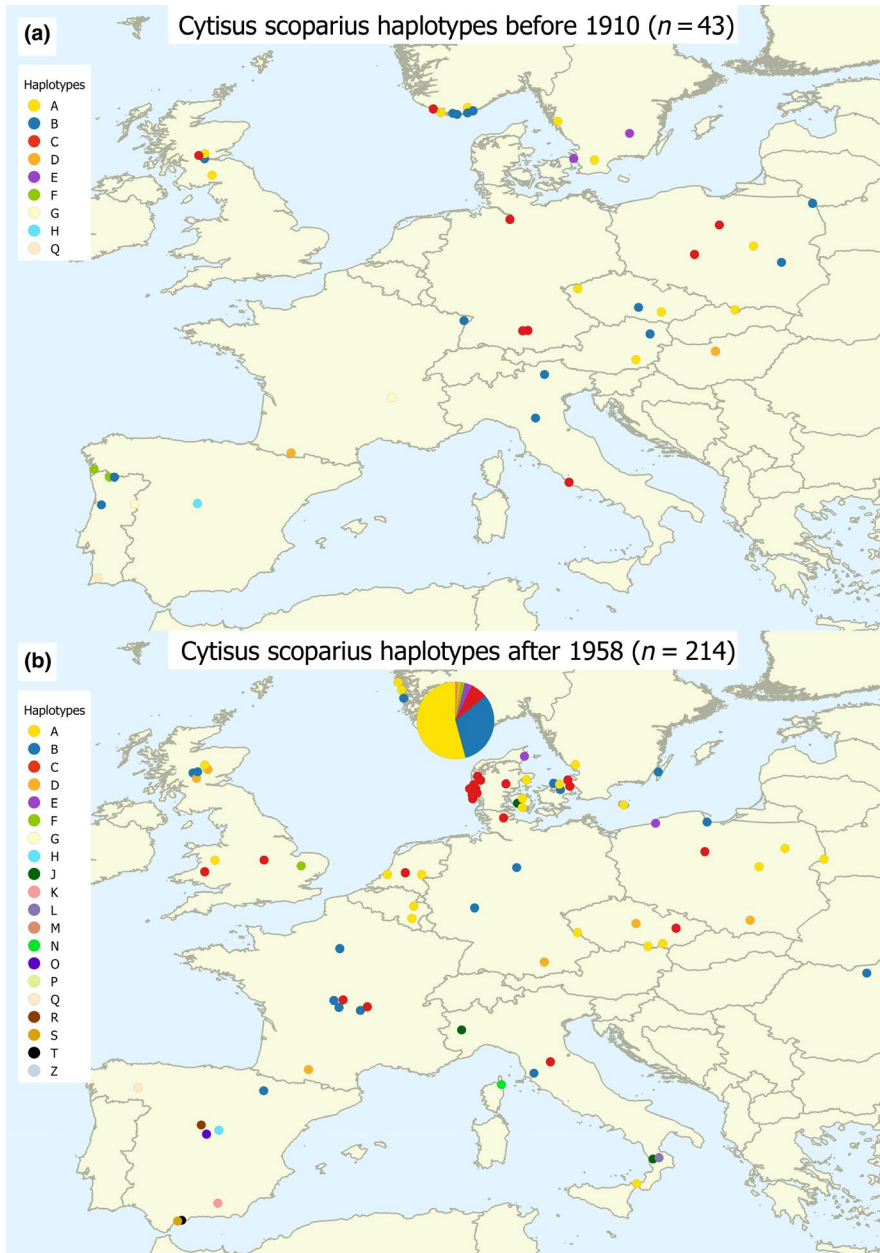 (a)
Cytisus scoparius haplotypes before 1910 (n = 43)
Haplotypes
A
B
C
D
E
F
G
H
Q
(b)
Cytisus scoparius haplotypes after 1958 (n = 214)
Haplotypes
A
B
C
D
E
F
G
H
J
K
L
M
N
O
P
Q
R
S
T
Z